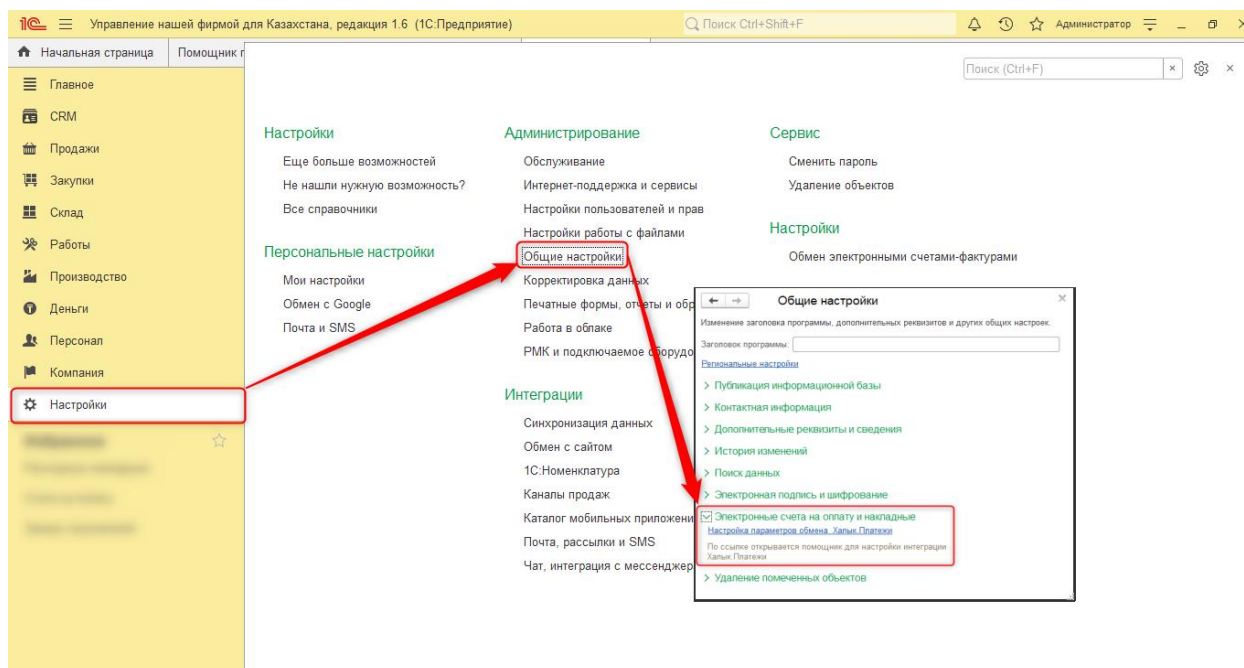 1С Управление нашей фирмой для Казахстана, редакция 1.6 (1С:Предприятие) Поиск Ctrl+Shift+F Администратор
Начальная страница Помощник г
Поиск (Ctrl+F)
Главное
CRM
Продажи
Закупки
Склад
Работы
Производство
Деньги
Персонал
Компания
Настройки
Настройки
Еще больше возможностей
Не нашли нужную возможность?
Все справочники
Персональные настройки
Мои настройки
Обмен с Google
Почта и SMS
Администрирование
Обслуживание
Интернет-поддержка и сервисы
Настройки пользователей и прав
Настройки работы с файлами
Общие настройки
Корректировка данных
Печатные формы, отчеты и обр
Работа в облаке
РМК и подключаемое оборудо
Интеграции
Синхронизация данных
Обмен с сайтом
1С:Номенклатура
Каналы продаж
Каталог мобильных приложени
Почта, рассылки и SMS
Чат, интеграция с мессенджер
Сервис
Сменить пароль
Удаление объектов
Настройки
Обмен электронными счетами-фактурами
Общие настройки
Изменение заголовка программы, дополнительных реквизитов и других общих настроек.
Заголовок программы:
Региональные настройки
Публикация информационной базы
Контактная информация
Дополнительные реквизиты и сведения
История изменений
Поиск данных
Электронная подпись и шифрование
Электронные счета на оплату и накладные
Настройка параметров обмена Халык Платежи
По ссылке открывается помощник для настройки интеграции
Халык Платежи
Удаление помеченных объектов